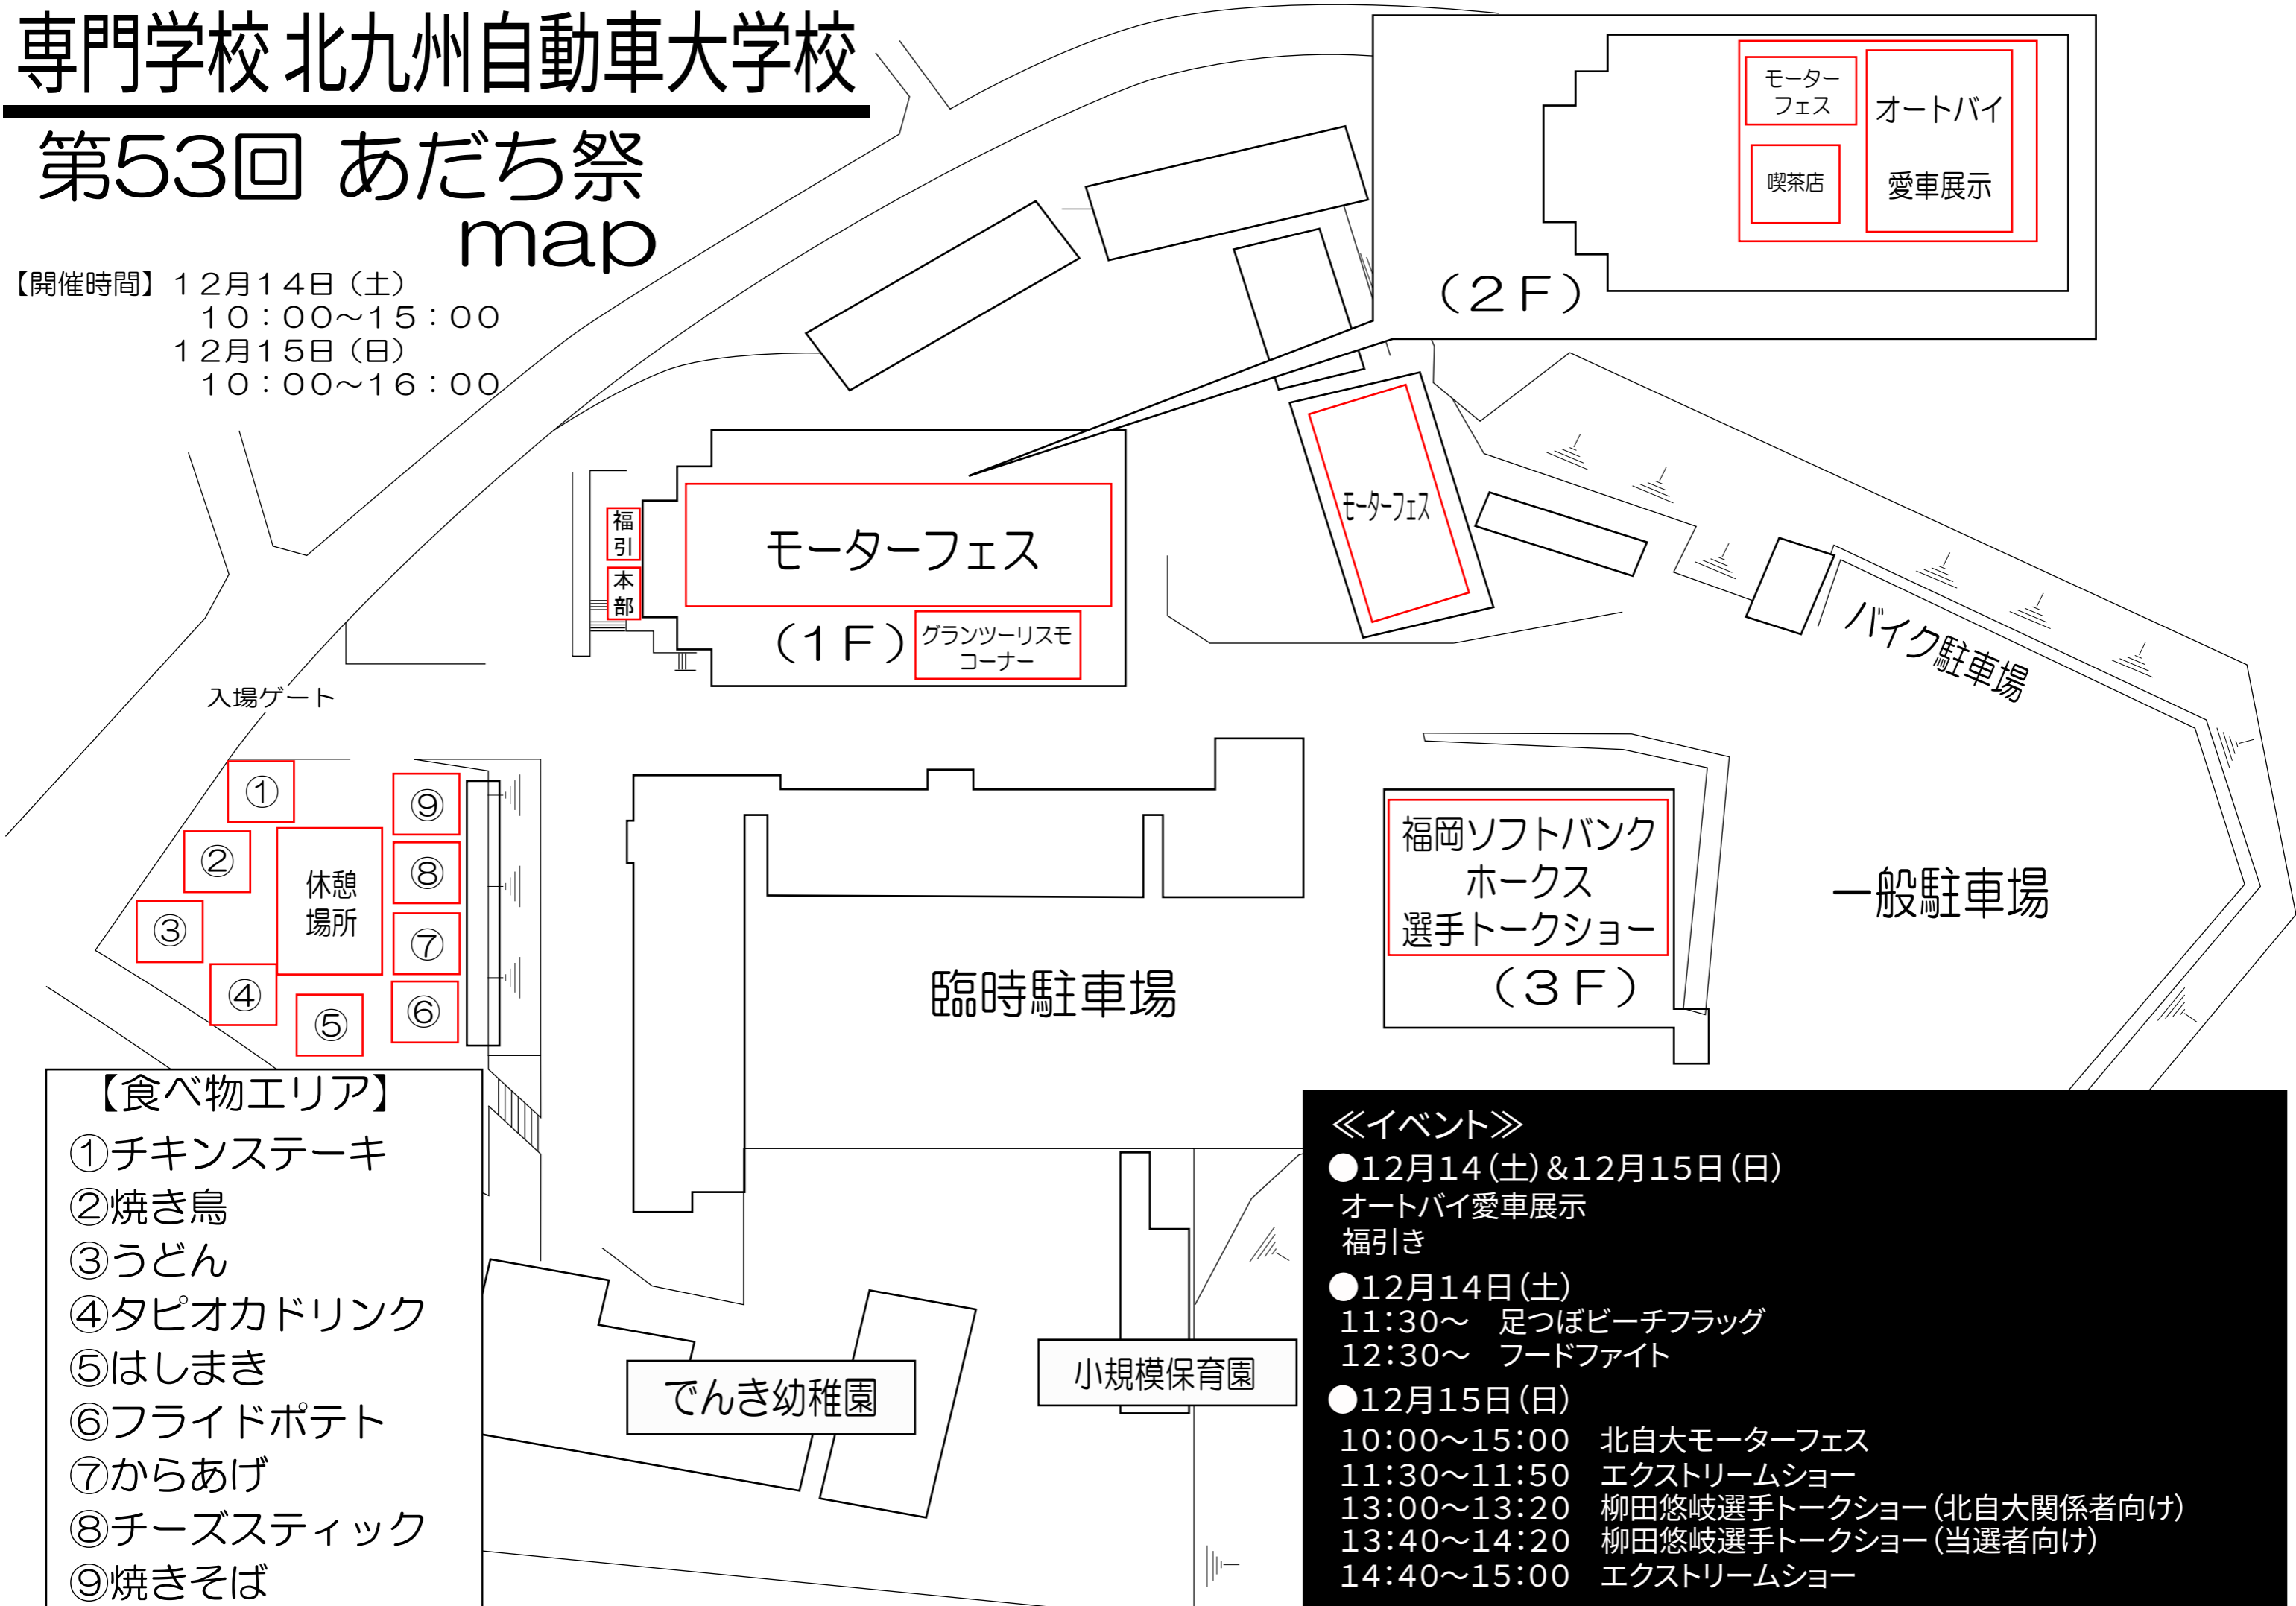 専門学校 北九州自動車大学校
第53回 あだち祭
map
【開催時間】１２月１４日（土）
１０：００～１５：００
１２月１５日（日）
１０：００～１６：００
モーター
フェス
喫茶店
オートバイ
愛車展示
（２Ｆ）
モーターフェス
福引
本部
モーターフェス
（１Ｆ）
グランツーリスモ
コーナー
バイク駐車場
入場ゲート
①
②
③
④
⑤
⑥
⑦
⑧
⑨
休憩
場所
福岡ソフトバンク
ホークス
選手トークショー
（３Ｆ）
一般駐車場
臨時駐車場
【食べ物エリア】
①チキンステーキ
②焼き鳥
③うどん
④タピオカドリンク
⑤はしまき
⑥フライドポテト
⑦からあげ
⑧チーズスティック
⑨焼きそば
でんき幼稚園
小規模保育園
≪イベント≫
●12月14(土)&12月15日(日)
オートバイ愛車展示
福引き
●12月14日(土)
11:30～　足つぼビーチフラッグ
12:30～　フードファイト
●12月15日(日)
10:00～15:00　北自大モーターフェス
11:30～11:50　エクストリームショー
13:00～13:20　柳田悠岐選手トークショー(北自大関係者向け)
13:40～14:20　柳田悠岐選手トークショー(当選者向け)
14:40～15:00　エクストリームショー